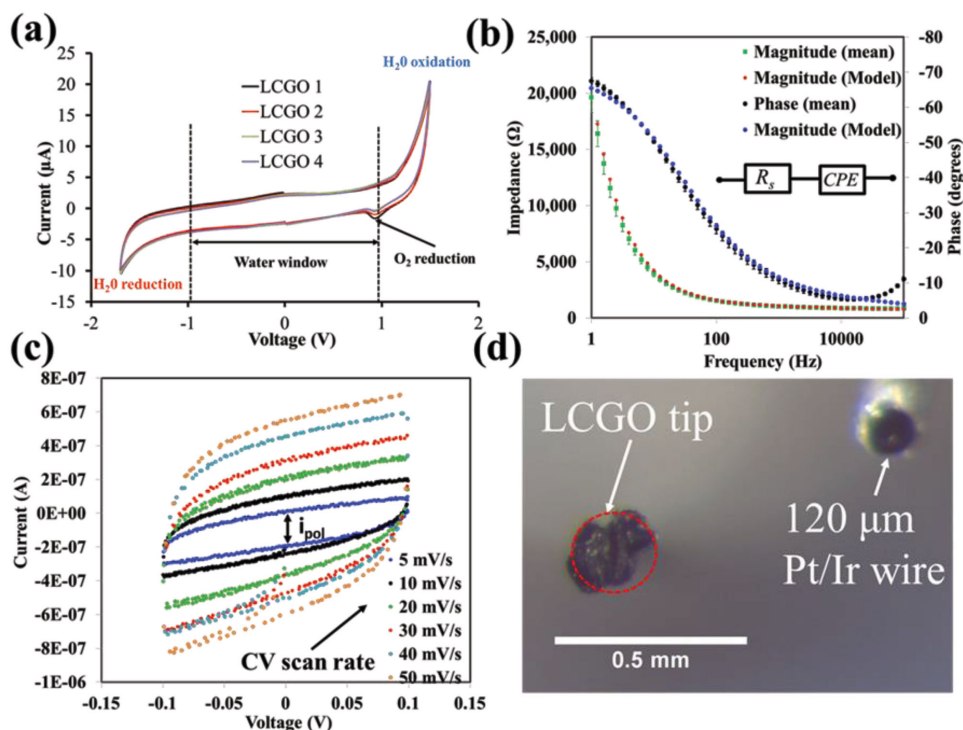 (a)
25
20
15
10
5
0
-5
-10
-15
-2
-1
0
1
2
Current (µA)
Voltage (V)
LCGO 1
LCGO 2
LCGO 3
LCGO 4
H20 oxidation
H20 reduction
Water window
O2 reduction
(b)
25,000
20,000
15,000
10,000
5,000
0
Impedance (Ω)
1
100
10000
Frequency (Hz)
-80
-70
-60
-50
-40
-30
-20
-10
0
Phase (degrees)
Magnitude (mean)
Magnitude (Model)
Phase (mean)
Magnitude (Model)
Rs
CPE
(c)
8E-07
6E-07
4E-07
2E-07
0E+00
-2E-07
-4E-07
-6E-07
-8E-07
-1E-06
Current (A)
-0.15
-0.1
-0.05
0
0.05
0.1
0.15
Voltage (V)
ipol
5 mV/s
10 mV/s
20 mV/s
30 mV/s
40 mV/s
50 mV/s
CV scan rate
(d)
LCGO tip
120 µm
Pt/Ir wire
0.5 mm